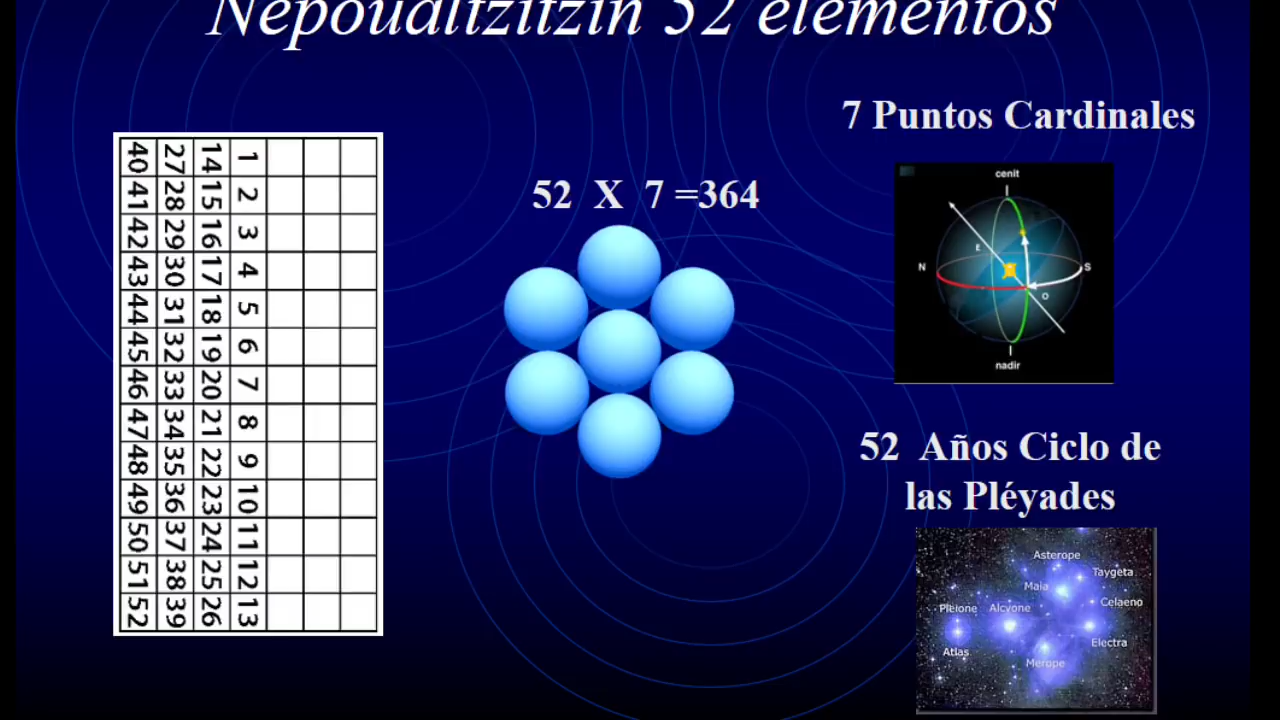 Nepoualtzitzin 52 elementos
7 Puntos Cardinales
52 X 7 =364
1 2 3 4 5 6 7 8 9 10 11 12 13
14 15 16 17 18 19 20 21 22 23 24 25 26
27 28 29 30 31 32 33 34 35 36 37 38 39
40 41 42 43 44 45 46 47 48 49 50 51 52
cenit
E
N
S
O
nadir
52 Años Ciclo de
las Pléyades
Asterope
Taygeta
Maia
Celaeno
Pleione
Alcyone
Electra
Atlas
Merope